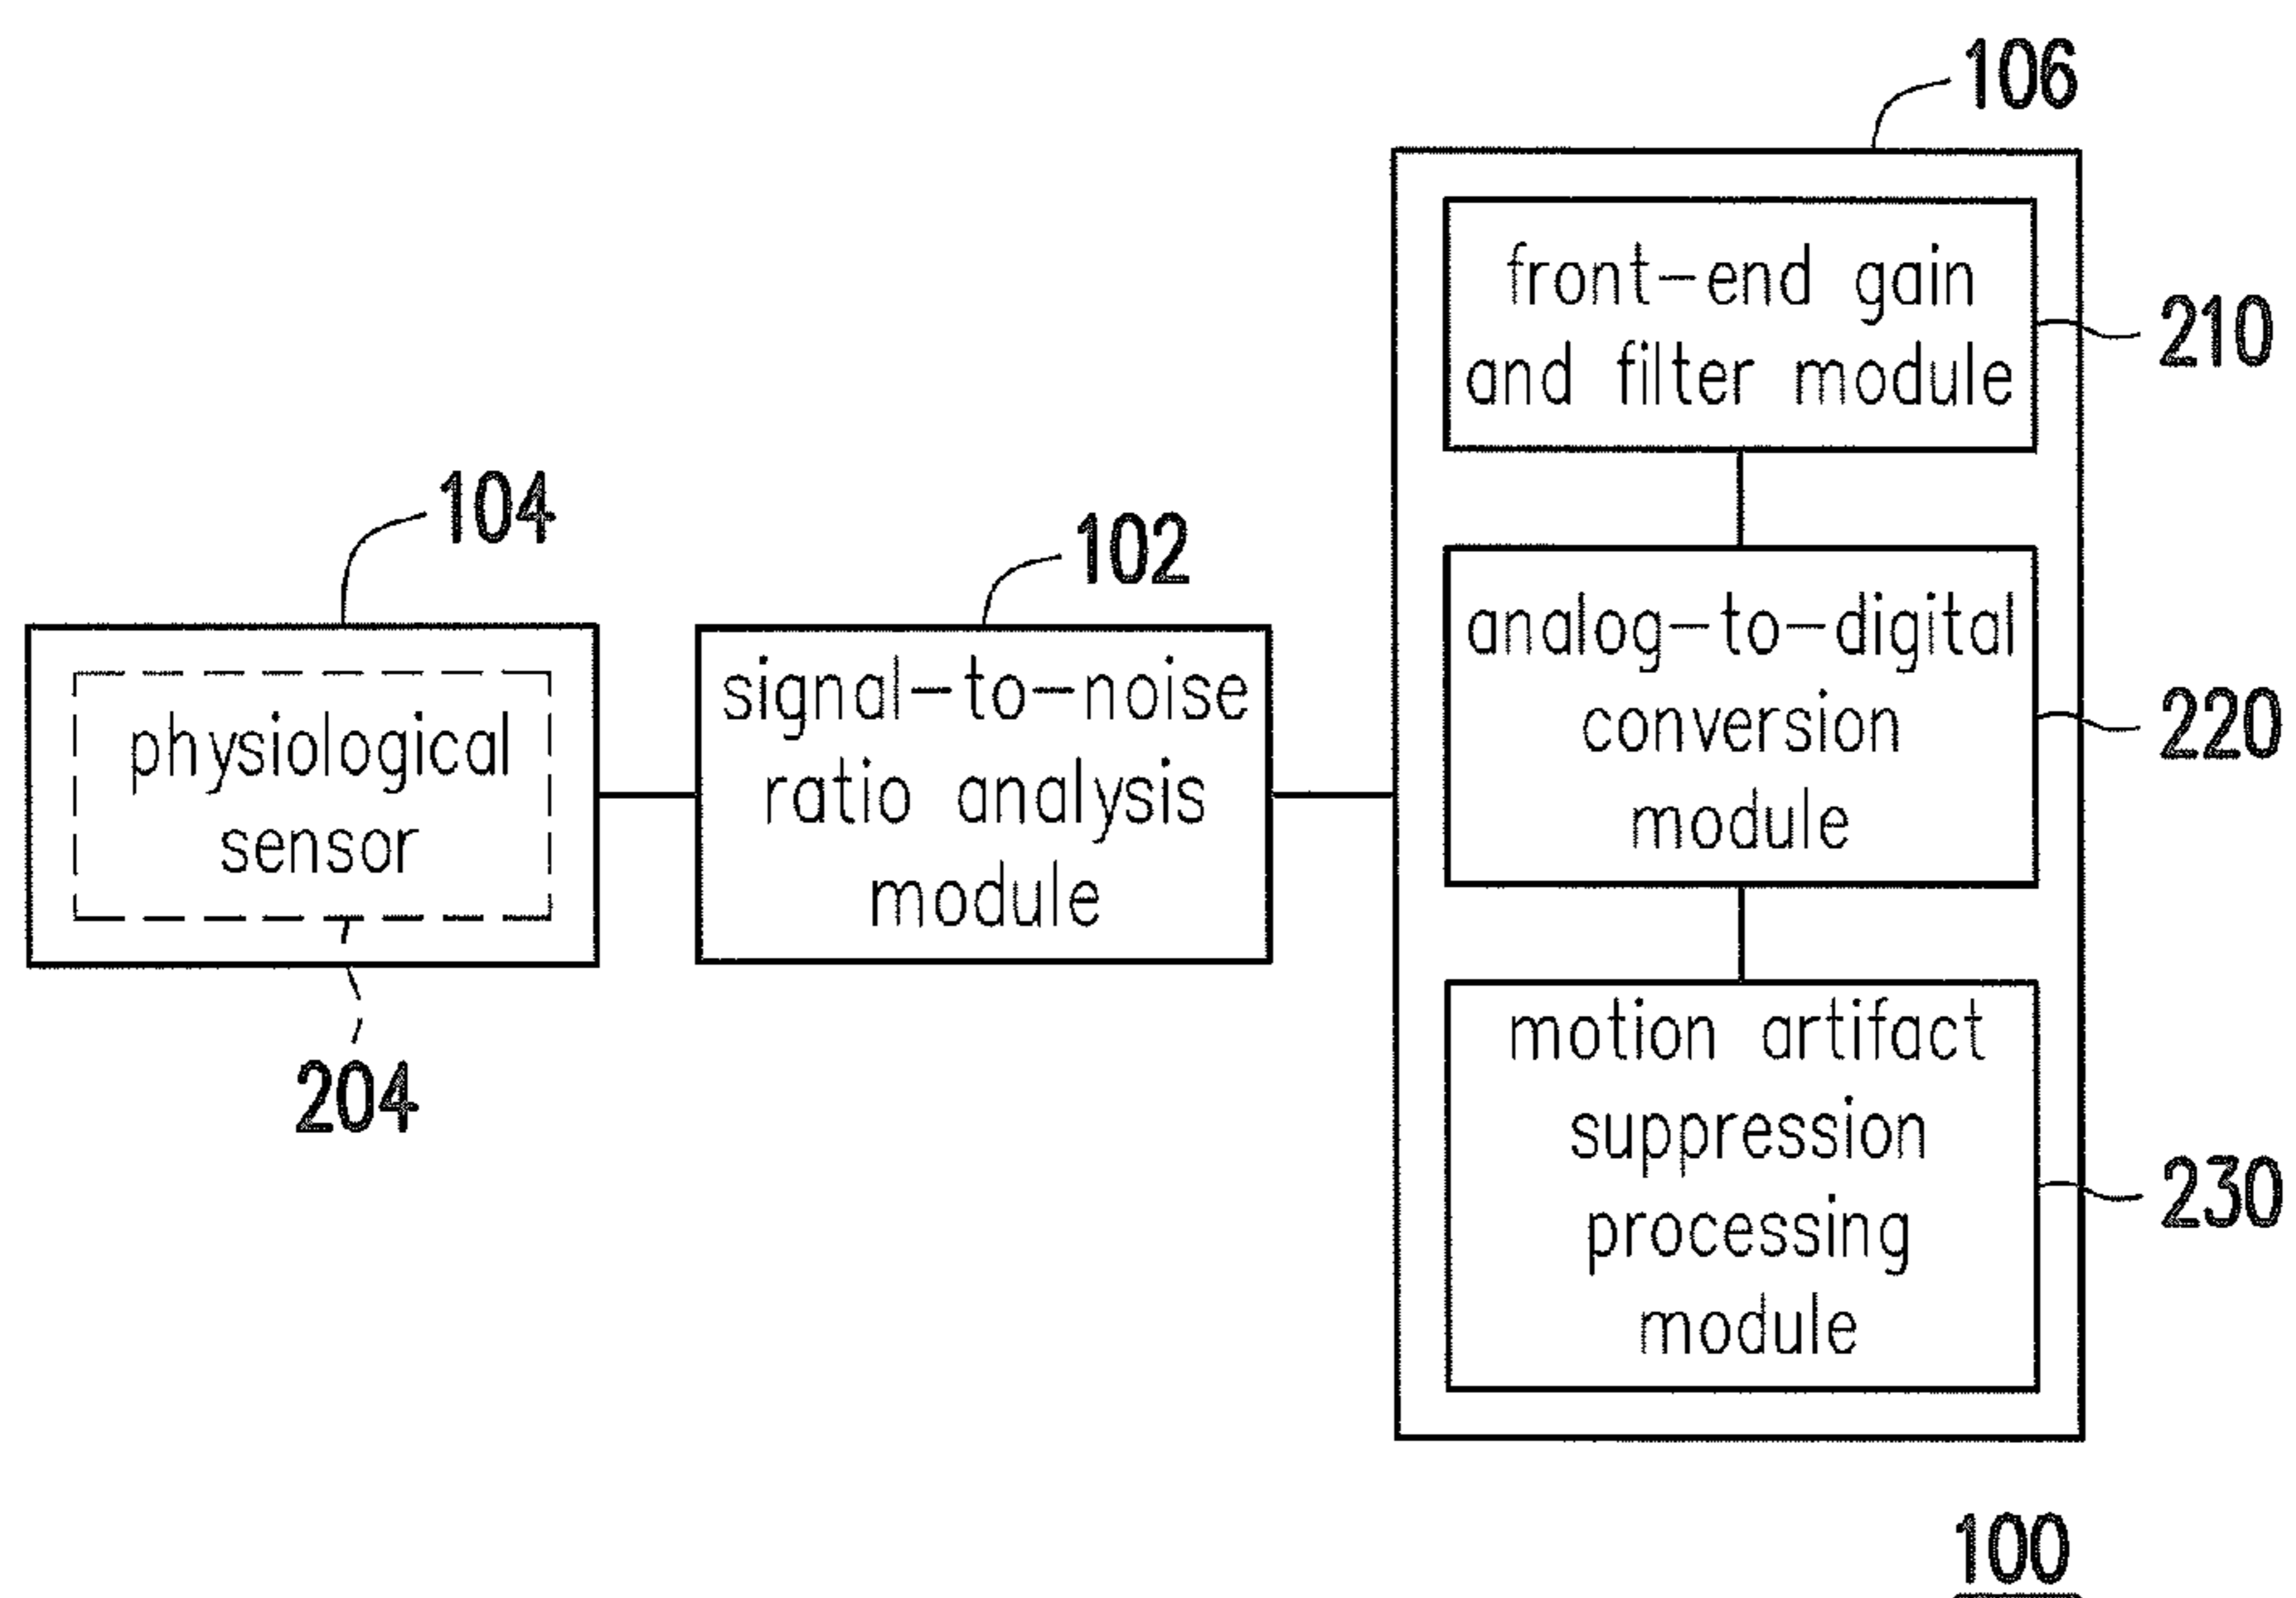 106
front-end gain
and filter module
210
104
102
analog-to-digital
conversion
module
220
physiological
sensor
signal-to-noise
ratio analysis
module
204
motion artifact
suppression
processing
module
230
100